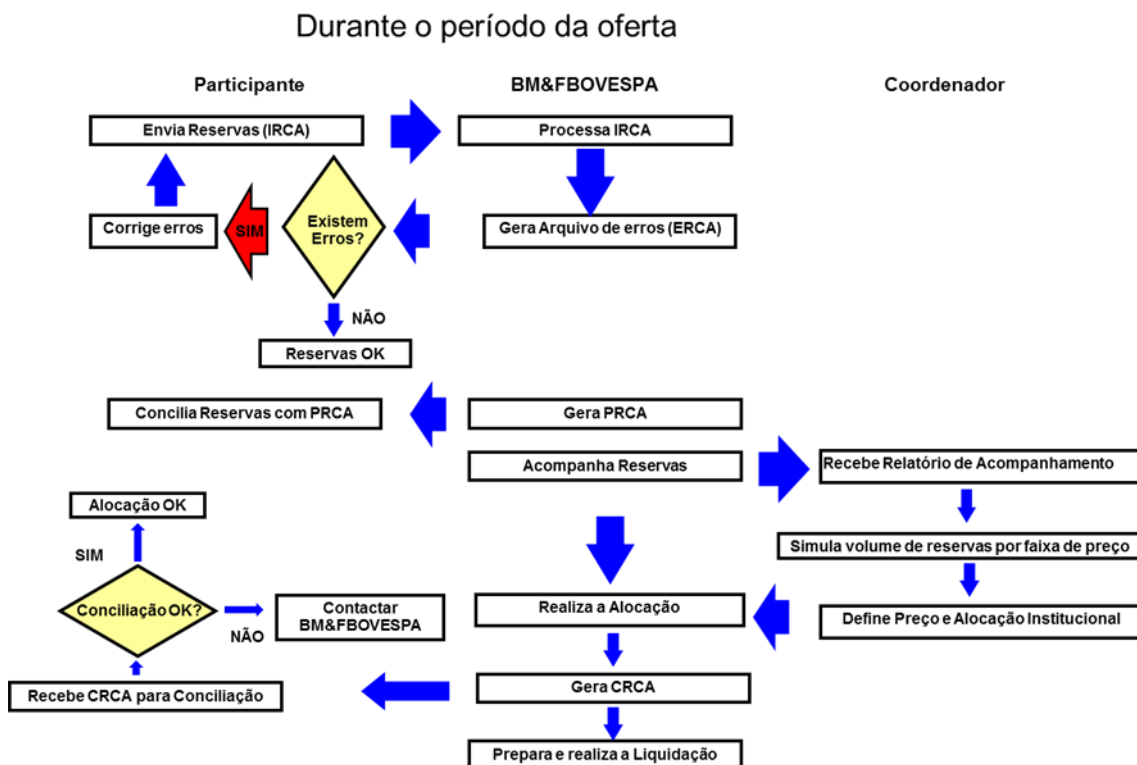 Durante o período da oferta
Participante
BM&FBOVESPA
Coordenador
Envia Reservas (IRCA)
Processa IRCA
Corrige erros
SIM
Existem
Erros?
Gera Arquivo de erros (ERCA)
NÃO
Reservas OK
Concilia Reservas com PRCA
Gera PRCA
Acompanha Reservas
Recebe Relatório de Acompanhamento
Alocação OK
SIM
Simula volume de reservas por faixa de preço
Conciliação OK?
NÃO
Contactar
BM&FBOVESPA
Realiza a Alocação
Define Preço e Alocação Institucional
Recebe CRCA para Conciliação
Gera CRCA
Prepara e realiza a Liquidação